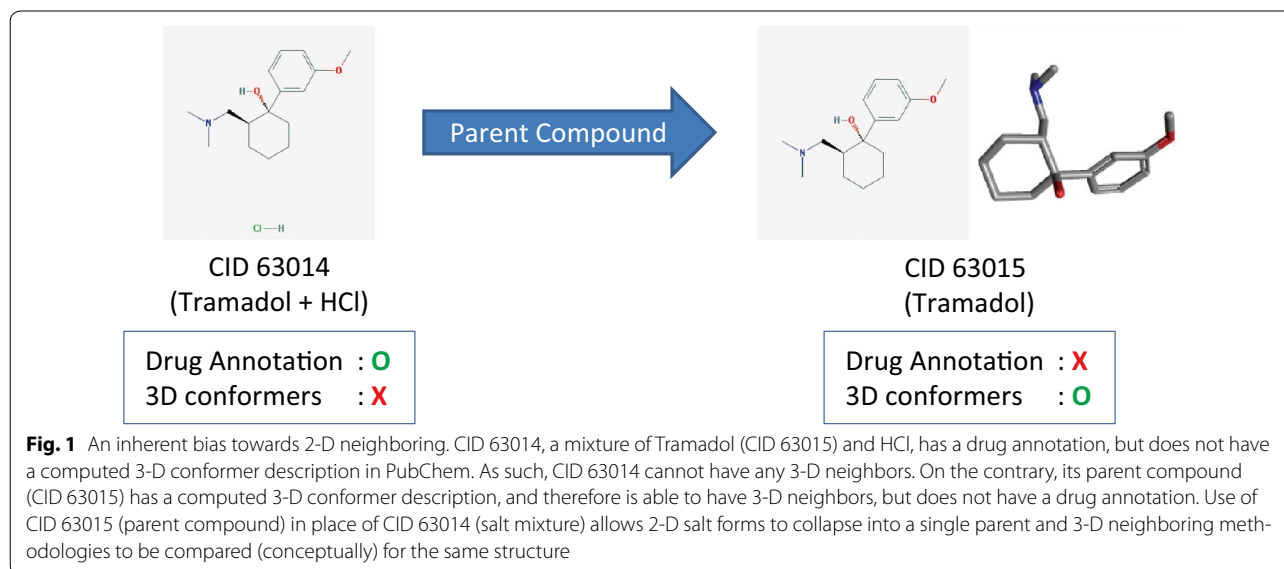 H
O
O
N
Cl
H
CID 63014
(Tramadol + HCl)
Drug Annotation : O
3D conformers : X
Parent Compound
H
O
O
N
CID 63015
(Tramadol)
Drug Annotation : X
3D conformers : O
Fig. 1 An inherent bias towards 2-D neighboring. CID 63014, a mixture of Tramadol (CID 63015) and HCl, has a drug annotation, but does not have
a computed 3-D conformer description in PubChem. As such, CID 63014 cannot have any 3-D neighbors. On the contrary, its parent compound
(CID 63015) has a computed 3-D conformer description, and therefore is able to have 3-D neighbors, but does not have a drug annotation. Use of
CID 63015 (parent compound) in place of CID 63014 (salt mixture) allows 2-D salt forms to collapse into a single parent and 3-D neighboring meth-
odologies to be compared (conceptually) for the same structure